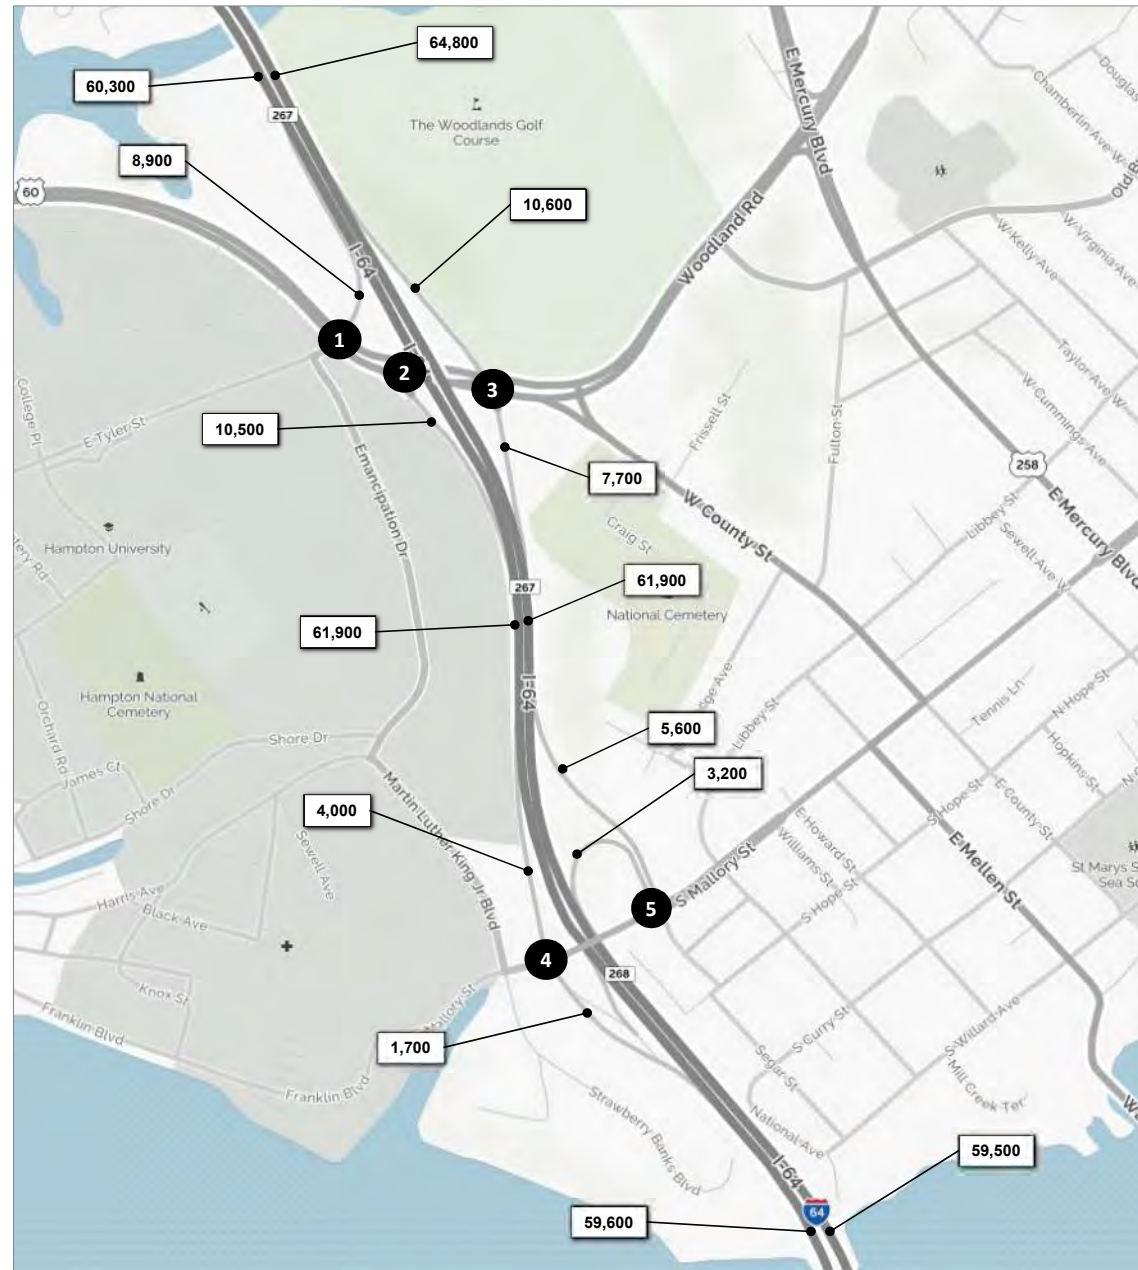 64,800
60,300
267
The Woodlands Golf
Course
E Mercury Blvd
Douglas
Chamberlin Ave W
8,900
60
10,600
I-64
Woodland Rd
W Kelly Ave
W Virginia Ave
1
2
3
Taylor Ave W
W Cummings Ave
College Pl
E Tyler St
10,500
Emancipation Dr
Frissell St
Fulton St
258
7,700
W County St
Libbey St
Sewell Ave W
E Mercury Blvd
Craig St
Hampton University
267
61,900
61,900
National Cemetery
Hampton National
Cemetery
I-64
Orchard Rd
Shore Dr
James Ct
Shore Dr
5,600
3,200
Libbey St
Tennis Ln
N Hope St
Hopkins St
4,000
Martin Luther King Jr Blvd
Sewell Ave
Harris Ave
Black Ave
E Howard St
Williams St
S Hope St
S Hope St
E County St
E Mellen St
St Marys S
Sea Sc
5
S Mallory St
4
268
Knox St
Franklin Blvd
Mallory St
1,700
Franklin Blvd
Segar St
S Curry St
S Willard Ave
Mill Creek Ter
Strawberry Banks Blvd
National Ave
I-64
64
59,500
59,600